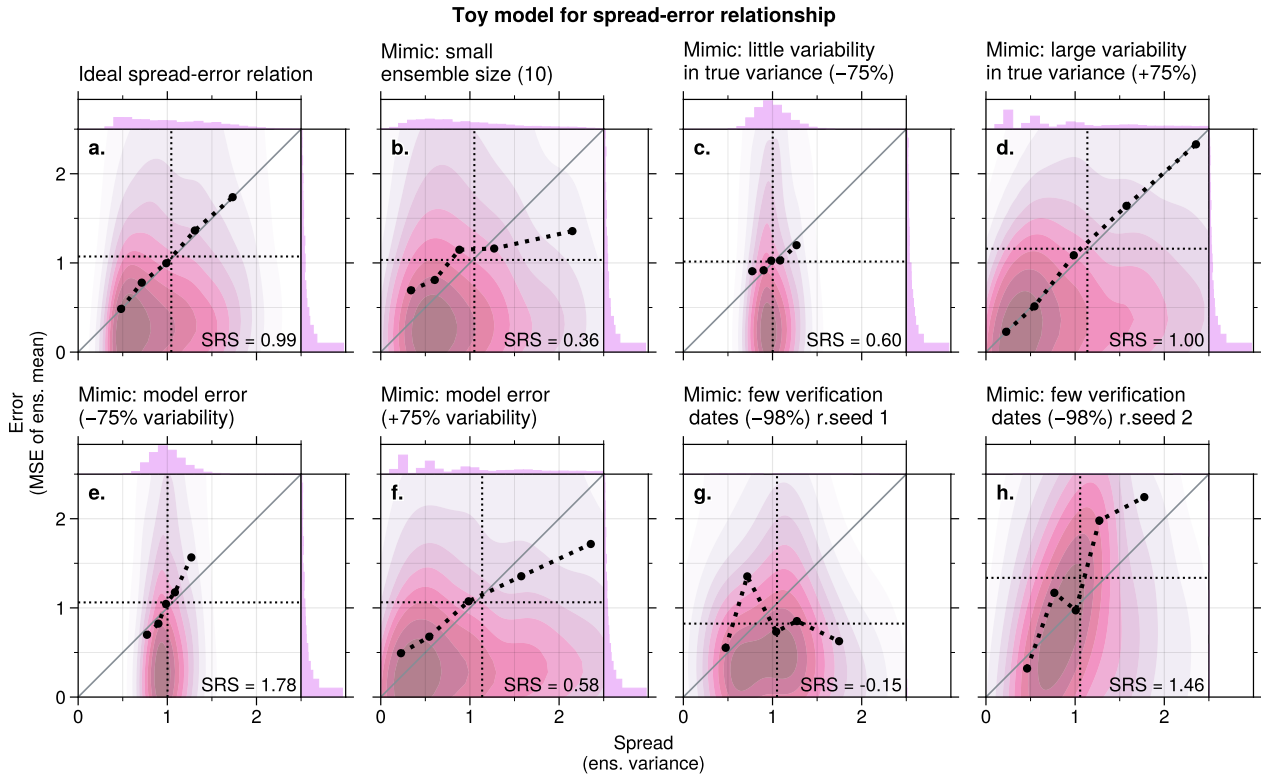 Toy model for spread-error relationship
Ideal spread-error relation
Mimic: small
ensemble size (10)
Mimic: little variability
in true variance (−75%)
Mimic: large variability
in true variance (+75%)
a.
b.
c.
d.
2
1
0
SRS = 0.99
SRS = 0.36
SRS = 0.60
SRS = 1.00
Error
(MSE of ens. mean)
Mimic: model error
(−75% variability)
Mimic: model error
(+75% variability)
Mimic: few verification
dates (−98%) r.seed 1
Mimic: few verification
dates (−98%) r.seed 2
e.
f.
g.
h.
2
1
0
SRS = 1.78
SRS = 0.58
SRS = -0.15
SRS = 1.46
0 1 2
0 1 2
0 1 2
0 1 2
Spread
(ens. variance)